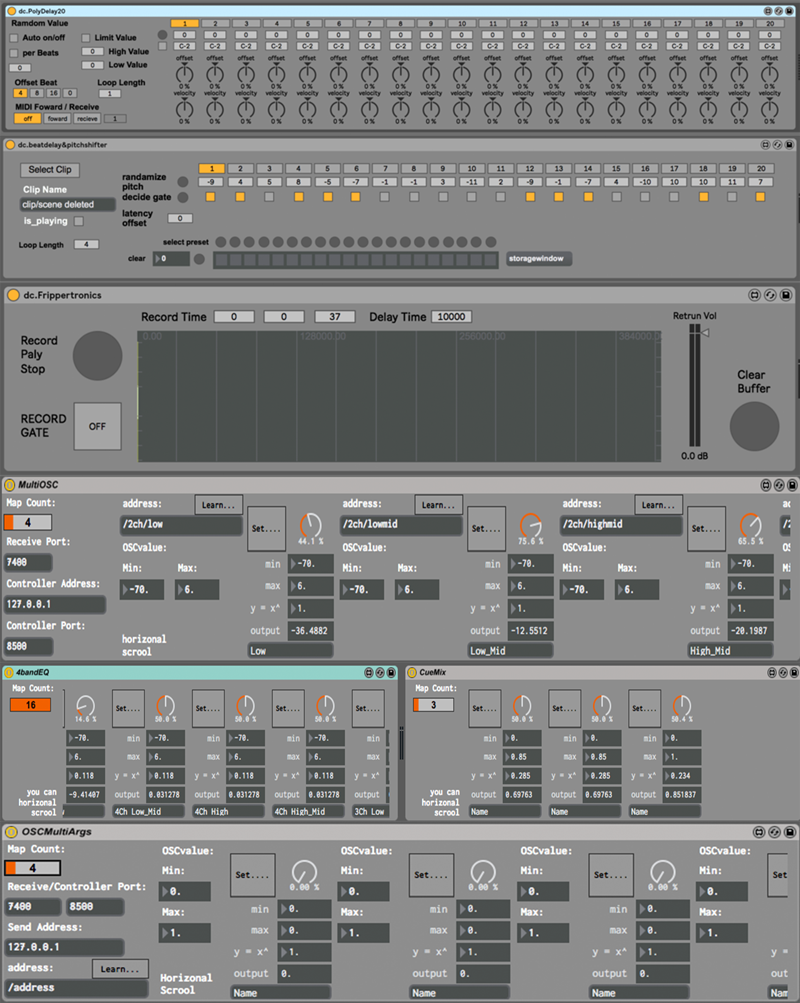 dc.PolyDelay20
Random Value
1 2 3 4 5 6 7 8 9 10 11 12 13 14 15 16 17 18 19 20
Auto on/off Limit Value
0 0 0 0 0 0 0 0 0 0 0 0 0 0 0 0 0 0 0 0
C-2 C-2 C-2 C-2 C-2 C-2 C-2 C-2 C-2 C-2 C-2 C-2 C-2 C-2 C-2 C-2 C-2 C-2 C-2 C-2
per Beats 0 High Value
0 0 Low Value
offset offset offset offset offset offset offset offset offset offset offset offset offset offset offset offset offset offset offset offset
0 % 0 % 0 % 0 % 0 % 0 % 0 % 0 % 0 % 0 % 0 % 0 % 0 % 0 % 0 % 0 % 0 % 0 % 0 % 0 %
Offset Beat Loop Length
4 8 16 0 1
velocity velocity velocity velocity velocity velocity velocity velocity velocity velocity velocity velocity velocity velocity velocity velocity velocity velocity velocity velocity
0 % 0 % 0 % 0 % 0 % 0 % 0 % 0 % 0 % 0 % 0 % 0 % 0 % 0 % 0 % 0 % 0 % 0 % 0 % 0 %
MIDI Foward / Receive
off foward recieve 1
dc.beatdelay&pitchshifter
Select Clip
1 2 3 4 5 6 7 8 9 10 11 12 13 14 15 16 17 18 19 20
randamize pitch
-9 4 5 8 -5 -7 -1 -1 3 -11 2 -9 -1 -7 4 -10 10 10 11 7
decide gate
Clip Name
clip/scene deleted
is_playing
latency offset 0
Loop Length 4
select preset
clear 0
storagewindow
dc.Frippertronics
Record Time 0 0 37 Delay Time 10000
Retrun Vol
Record
Paly
Stop
0.00 128000.00 256000.00 384000.00
RECORD
GATE
OFF
Clear
Buffer
0.0 dB
MultiOSC
Map Count:
4
Receive Port:
7400
Controller Address:
127.0.0.1
Controller Port:
8500
address: Learn...
/2ch/low
OSCvalue:
Min: Max:
-70. 6.
horizonal
scrool
Set....
44.1 %
min -70.
max 6.
y = x^ 1.
output -36.4882
Low
address: Learn...
/2ch/lowmid
OSCvalue:
Min: Max:
-70. 6.
Set....
75.6 %
min -70.
max 6.
y = x^ 1.
output -12.5512
Low_Mid
address: Learn...
/2ch/highmid
OSCvalue:
Min: Max:
-70. 6.
Set....
65.5 %
min -70.
max 6.
y = x^ 1.
output -20.1987
High_Mid
4bandEQ
Map Count:
16
you can
horizonal
scrool
14.6 %
-70.
6.
0.118
-9.41407
Set....
50.0 %
min -70.
max 6.
y = x^ 0.118
output 0.031278
4Ch Low_Mid
Set....
50.0 %
min -70.
max 6.
y = x^ 0.118
output 0.031278
4Ch High
Set....
50.0 %
min -70.
max 6.
y = x^ 0.118
output 0.031278
4Ch High_Mid
Set....
min
max
y = x^
output
3Ch Low
CueMix
Map Count:
3
you can
horizonal
scrool
Set....
50.0 %
min 0.
max 0.85
y = x^ 0.285
output 0.69763
Name
Set....
50.0 %
min 0.
max 0.85
y = x^ 0.285
output 0.69763
Name
Set....
50.4 %
min 0.
max 1.
y = x^ 0.234
output 0.851837
Name
OSCMultiArgs
Map Count:
4
Receive/Controller Port:
7400 8500
Send Address:
127.0.0.1
address: Learn...
/address
OSCvalue:
Min:
0.
Max:
1.
Horizonal
Scrool
Set....
0.00 %
min 0.
max 0.
y = x^ 1.
output 0.
Name
OSCvalue:
Min:
0.
Max:
1.
Set....
0.00 %
min 0.
max 0.
y = x^ 1.
output 0.
Name
OSCvalue:
Min:
0.
Max:
1.
Set....
0.00 %
min 0.
max 0.
y = x^ 1.
output 0.
Name
OSCvalue:
Min:
0.
Max:
1.
Set